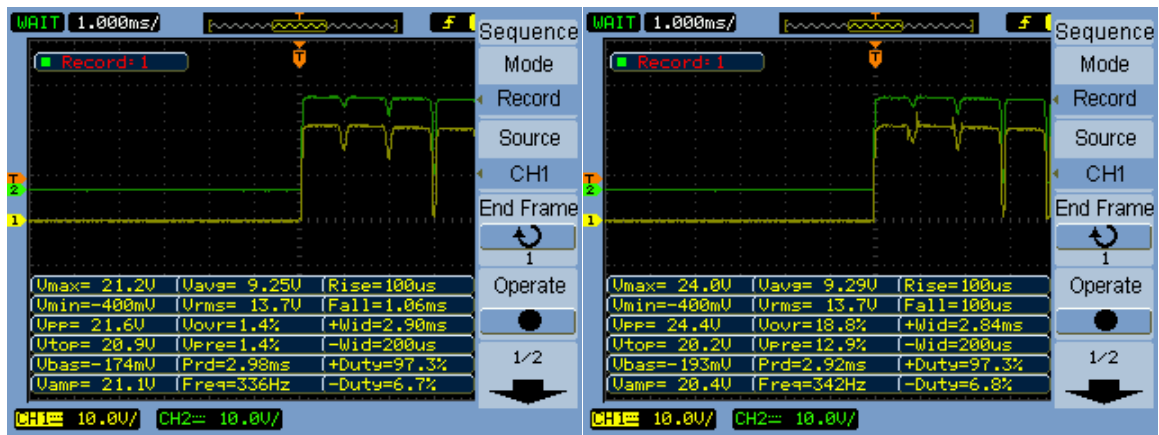 WAIT 1.000ms/
Sequence
Mode
Record: 1
T
Record
Source
CH1
T
2
1
End Frame
1
Vmax= 21.2V Vavg= 9.25V Rise=100us
Vmin=-400mV Vrms= 13.7V Fall=1.06ms
Vpp= 21.6V Vovr=1.4% +Wid=2.90ms
Vtop= 20.9V Vpre=1.4% -Wid=200us
Vbas=-174mV Prd=2.98ms +Duty=97.3%
Vamp= 21.1V Freq=336Hz -Duty=6.7%
Operate
1/2
CH1 10.0V/ CH2 10.0V/
WAIT 1.000ms/
Sequence
Mode
Record: 1
T
Record
Source
CH1
T
2
1
End Frame
1
Vmax= 24.0V Vavg= 9.29V Rise=100us
Vmin=-400mV Vrms= 13.7V Fall=100us
Vpp= 24.4V Vovr=18.8% +Wid=2.84ms
Vtop= 20.2V Vpre=12.9% -Wid=200us
Vbas=-193mV Prd=2.92ms +Duty=97.3%
Vamp= 20.4V Freq=342Hz -Duty=6.8%
Operate
1/2
CH1 10.0V/ CH2 10.0V/